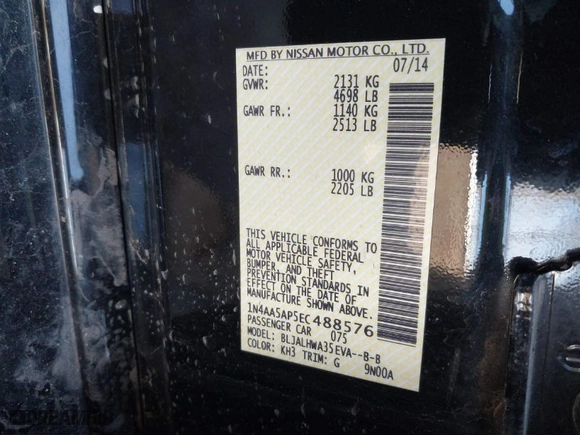 MFD BY NISSAN MOTOR CO., LTD.
DATE: 07/14
GVWR: 2131 KG
4698 LB
GAWR FR.: 1140 KG
2513 LB
GAWR RR.: 1000 KG
2205 LB
THIS VEHICLE CONFORMS TO
ALL APPLICABLE FEDERAL
MOTOR VEHICLE SAFETY,
BUMPER, AND THEFT
PREVENTION STANDARDS IN
EFFECT ON THE DATE OF
MANUFACTURE SHOWN ABOVE.
1N4AA5AP5EC488576
PASSENGER CAR 075
MODEL: BLJALHWA35EVA--B-B
COLOR: KH3 TRIM: G 9N00A